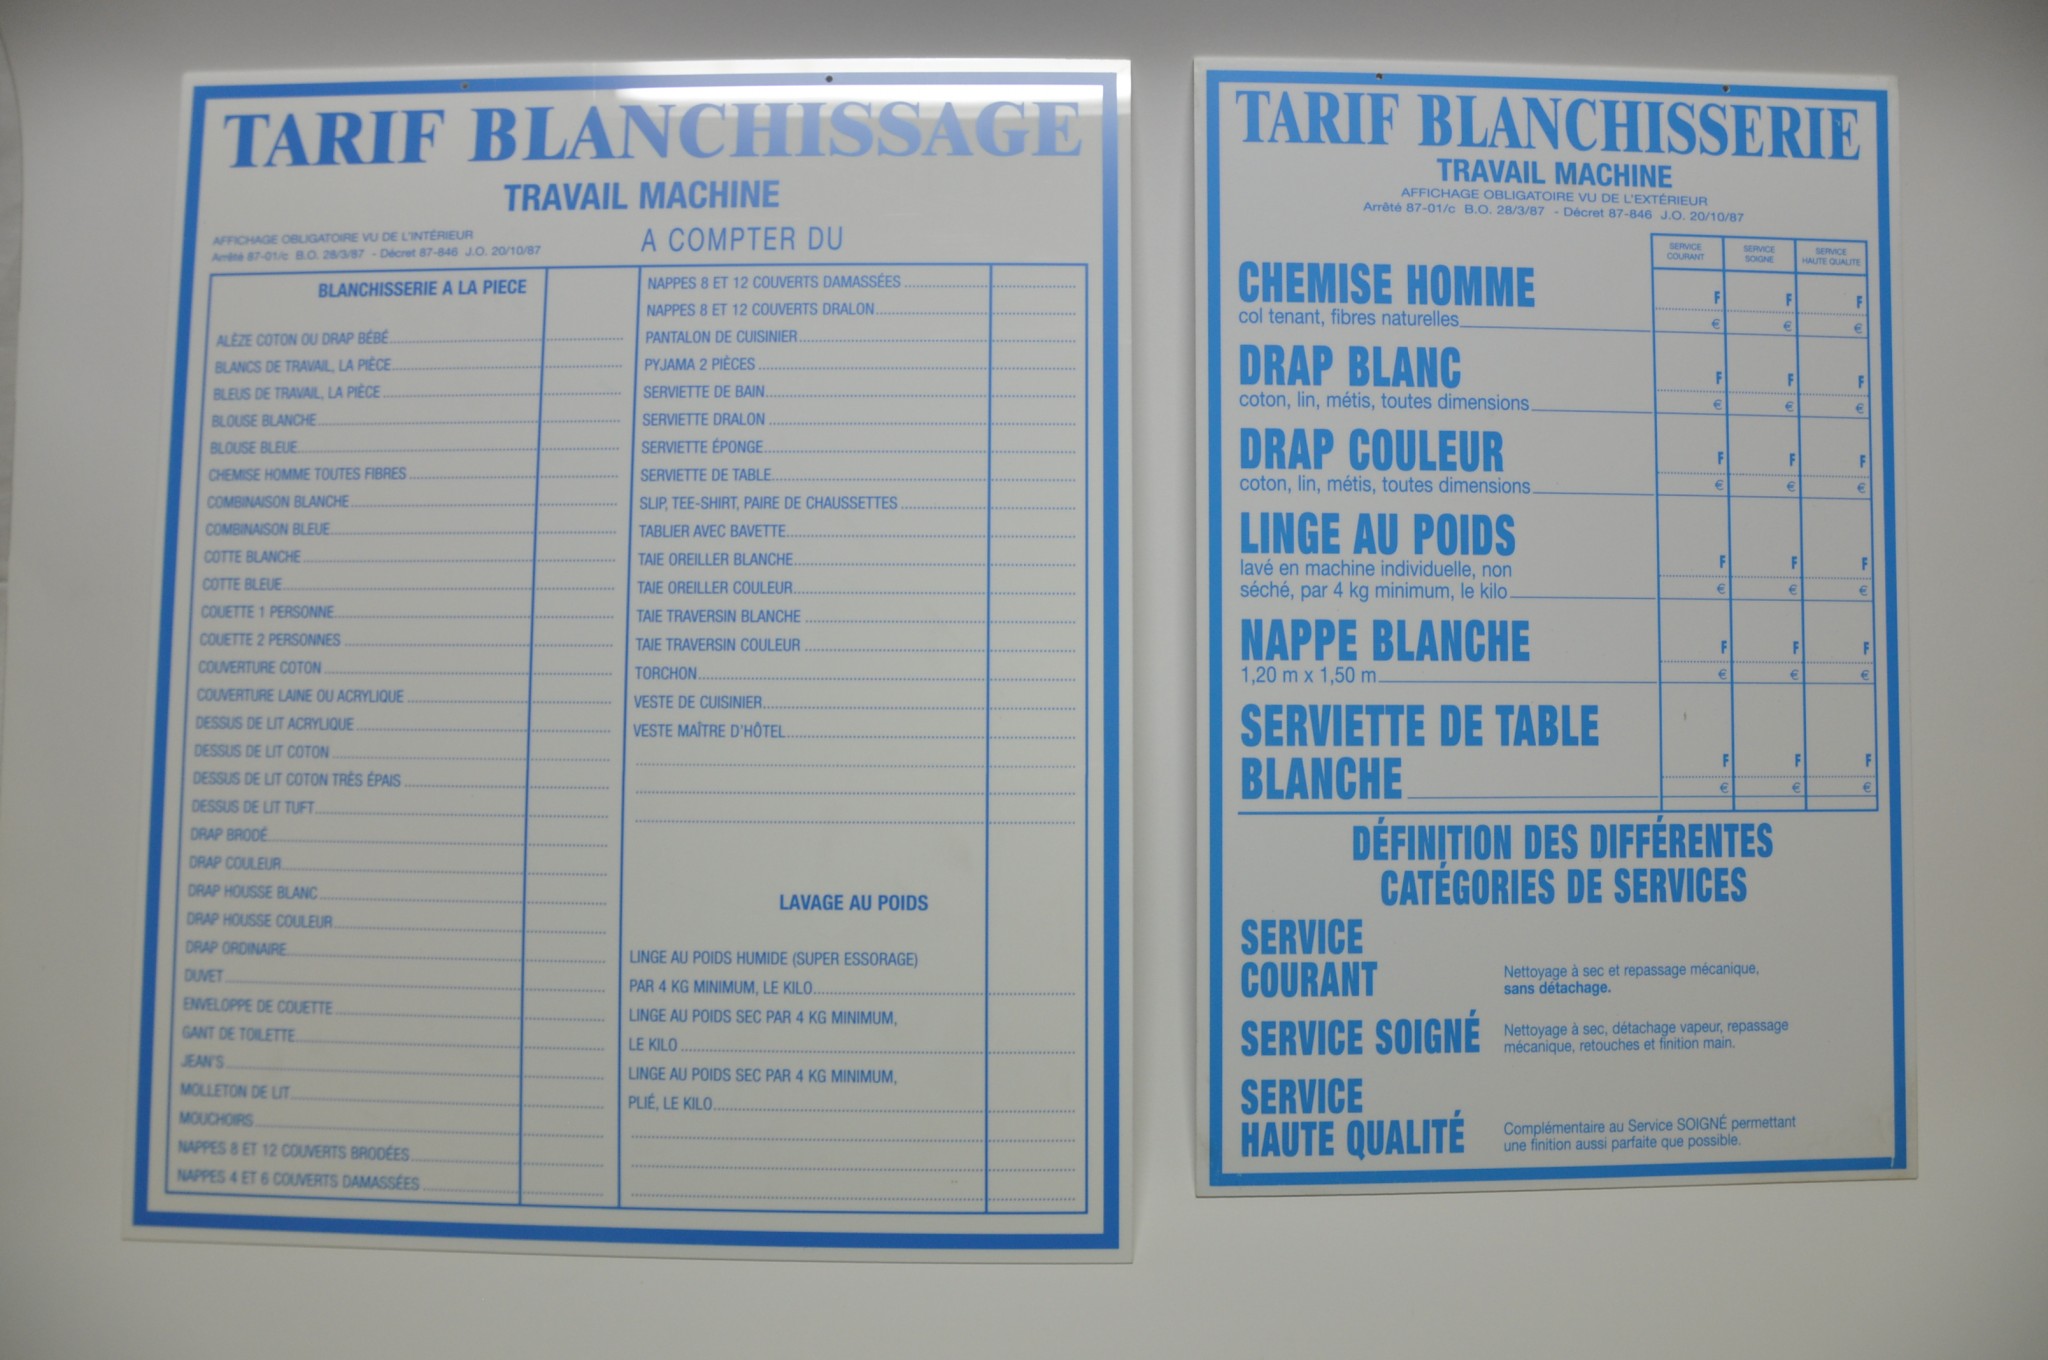 TARIF BLANCHISSAGE
TRAVAIL MACHINE
AFFICHAGE OBLIGATOIRE VU DE L'INTÉRIEUR
Arrêté 87-01/c B.O. 28/3/87 - Décret 87-846 J.O. 20/10/87
A COMPTER DU
BLANCHISSERIE A LA PIECE
ALÈZE COTON OU DRAP BÉBÉ
BLANCS DE TRAVAIL, LA PIÈCE
BLEUS DE TRAVAIL, LA PIÈCE
BLOUSE BLANCHE
BLOUSE BLEUE
CHEMISE HOMME TOUTES FIBRES
COMBINAISON BLANCHE
COMBINAISON BLEUE
COTTE BLANCHE
COTTE BLEUE
COUETTE 1 PERSONNE
COUETTE 2 PERSONNES
COUVERTURE COTON
COUVERTURE LAINE OU ACRYLIQUE
DESSUS DE LIT ACRYLIQUE
DESSUS DE LIT COTON
DESSUS DE LIT COTON TRÈS ÉPAIS
DESSUS DE LIT TUFT
DRAP BRODÉ
DRAP COULEUR
DRAP HOUSSE BLANC
DRAP HOUSSE COULEUR
DRAP ORDINAIRE
DUVET
ENVELOPPE DE COUETTE
GANT DE TOILETTE
JEAN'S
MOLLETON DE LIT
MOUCHOIRS
NAPPES 8 ET 12 COUVERTS BRODÉES
NAPPES 4 ET 6 COUVERTS DAMASSÉES
NAPPES 8 ET 12 COUVERTS DAMASSÉES
NAPPES 8 ET 12 COUVERTS DRALON
PANTALON DE CUISINIER
PYJAMA 2 PIÈCES
SERVIETTE DE BAIN
SERVIETTE DRALON
SERVIETTE ÉPONGE
SERVIETTE DE TABLE
SLIP, TEE-SHIRT, PAIRE DE CHAUSSETTES
TABLIER AVEC BAVETTE
TAIE OREILLER BLANCHE
TAIE OREILLER COULEUR
TAIE TRAVERSIN BLANCHE
TAIE TRAVERSIN COULEUR
TORCHON
VESTE DE CUISINIER
VESTE MAÎTRE D'HÔTEL
LAVAGE AU POIDS
LINGE AU POIDS HUMIDE (SUPER ESSORAGE)
PAR 4 KG MINIMUM, LE KILO
LINGE AU POIDS SEC PAR 4 KG MINIMUM,
LE KILO
LINGE AU POIDS SEC PAR 4 KG MINIMUM,
PLIÉ, LE KILO
TARIF BLANCHISSERIE
TRAVAIL MACHINE
AFFICHAGE OBLIGATOIRE VU DE L'EXTÉRIEUR
Arrêté 87-01/c B.O. 28/3/87 - Décret 87-846 J.O. 20/10/87
SERVICE COURANT SERVICE SOIGNÉ SERVICE HAUTE QUALITÉ
CHEMISE HOMME F F F
col tenant, fibres naturelles € € €
DRAP BLANC F F F
coton, lin, métis, toutes dimensions € € €
DRAP COULEUR F F F
coton, lin, métis, toutes dimensions € € €
LINGE AU POIDS
lavé en machine individuelle, non F F F
séché, par 4 kg minimum, le kilo € € €
NAPPE BLANCHE F F F
1,20 m x 1,50 m € € €
SERVIETTE DE TABLE
BLANCHE F F F
€ € €
DÉFINITION DES DIFFÉRENTES
CATÉGORIES DE SERVICES
SERVICE
COURANT
Nettoyage à sec et repassage mécanique,
sans détachage.
SERVICE SOIGNÉ
Nettoyage à sec, détachage vapeur, repassage
mécanique, retouches et finition main.
SERVICE
HAUTE QUALITÉ
Complémentaire au Service SOIGNÉ permettant
une finition aussi parfaite que possible.